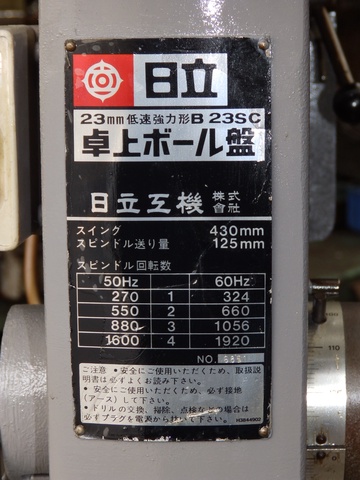 日立
23mm 低速強力形B 23SC
卓上ボール盤
日立工機 株式會社
スイング 430mm
スピンドル送り量 125mm
スピンドル回転数
50Hz 60Hz
270 1 324
550 2 660
880 3 1056
1600 4 1920
NO.
ご注意 •安全にご使用いただくため、取扱説
明書は必ずよくお読み下さい。
•安全にご使用いただくため、必ず接地
(アース)して下さい。
•ドリルの交換、掃除、点検などの場合は
必ずプラグを電源から抜いて下さい。
110